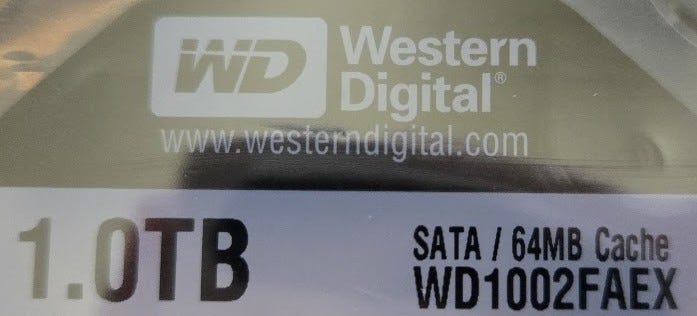 WD Western
Digital®
www.westerndigital.com
1.0TB SATA / 64MB Cache
WD1002FAEX